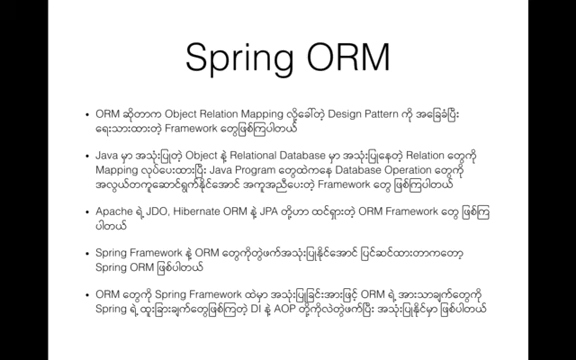 Spring ORM
• ORM ဆိုတာက Object Relation Mapping လို့ခေါ်တဲ့ Design Pattern ကို အခြေခံပြီး
ရေးသားထားတဲ့ Framework တွေဖြစ်ကြပါတယ်
• Java မှာ အသုံးပြုတဲ့ Object နဲ့ Relational Database မှာ အသုံးပြုနေတဲ့ Relation တွေကို
Mapping လုပ်ပေးထားပြီး Java Program တွေထဲကနေ Database Operation တွေကို
အလွယ်တကူဆောင်ရွက်နိုင်အောင် အကူအညီပေးတဲ့ Framework တွေ ဖြစ်ကြပါတယ်
• Apache ရဲ့ JDO, Hibernate ORM နဲ့ JPA တို့ဟာ ထင်ရှားတဲ့ ORM Framework တွေ ဖြစ်ကြ
ပါတယ်
• Spring Framework နဲ့ ORM တွေကိုတွဲဖက်အသုံးပြုနိုင်အောင် ပြင်ဆင်ထားတာကတော့
Spring ORM ဖြစ်ပါတယ်
• ORM တွေကို Spring Framework ထဲမှာ အသုံးပြုခြင်းအားဖြင့် ORM ရဲ့ အားသာချက်တွေကို
Spring ရဲ့ ထူးခြားချက်တွေဖြစ်ကြတဲ့ DI နဲ့ AOP တို့ကိုလဲတွဲဖက်ပြီး အသုံးပြုနိုင်မှာ ဖြစ်ပါတယ်